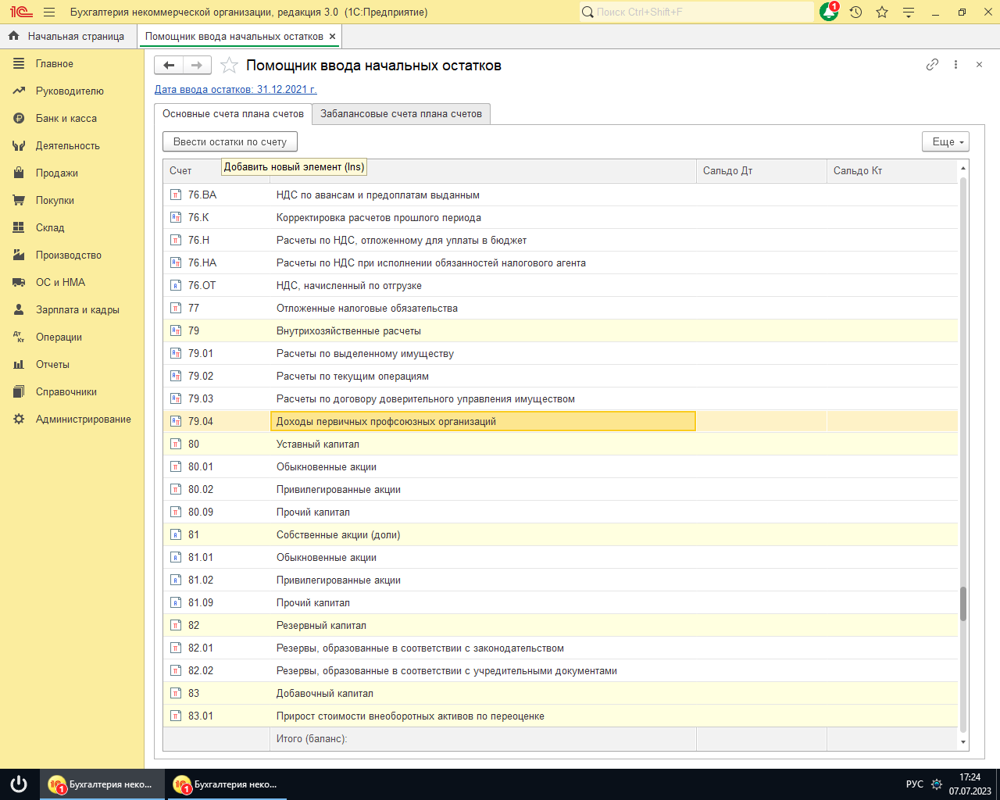 Бухгалтерия некоммерческой организации, редакция 3.0 (1С:Предприятие)
Поиск Ctrl+Shift+F
1
Начальная страница
Помощник ввода начальных остатков ×
Главное
Руководителю
Банк и касса
Деятельность
Продажи
Покупки
Склад
Производство
ОС и НМА
Зарплата и кадры
Дт Кт Операции
Отчеты
Справочники
Администрирование
Помощник ввода начальных остатков
Дата ввода остатков: 31.12.2021 г.
Основные счета плана счетов
Забалансовые счета плана счетов
Ввести остатки по счету
Еще
Счет
Добавить новый элемент (Ins)
Сальдо Дт
Сальдо Кт
76.ВА НДС по авансам и предоплатам выданным
76.К Корректировка расчетов прошлого периода
76.Н Расчеты по НДС, отложенному для уплаты в бюджет
76.НА Расчеты по НДС при исполнении обязанностей налогового агента
76.ОТ НДС, начисленный по отгрузке
77 Отложенные налоговые обязательства
79 Внутрихозяйственные расчеты
79.01 Расчеты по выделенному имуществу
79.02 Расчеты по текущим операциям
79.03 Расчеты по договору доверительного управления имуществом
79.04 Доходы первичных профсоюзных организаций
80 Уставный капитал
80.01 Обыкновенные акции
80.02 Привилегированные акции
80.09 Прочий капитал
81 Собственные акции (доли)
81.01 Обыкновенные акции
81.02 Привилегированные акции
81.09 Прочий капитал
82 Резервный капитал
82.01 Резервы, образованные в соответствии с законодательством
82.02 Резервы, образованные в соответствии с учредительными документами
83 Добавочный капитал
83.01 Прирост стоимости внеоборотных активов по переоценке
Итого (баланс):
1 Бухгалтерия неко...
1 Бухгалтерия неко...
РУС
17:24
07.07.2023